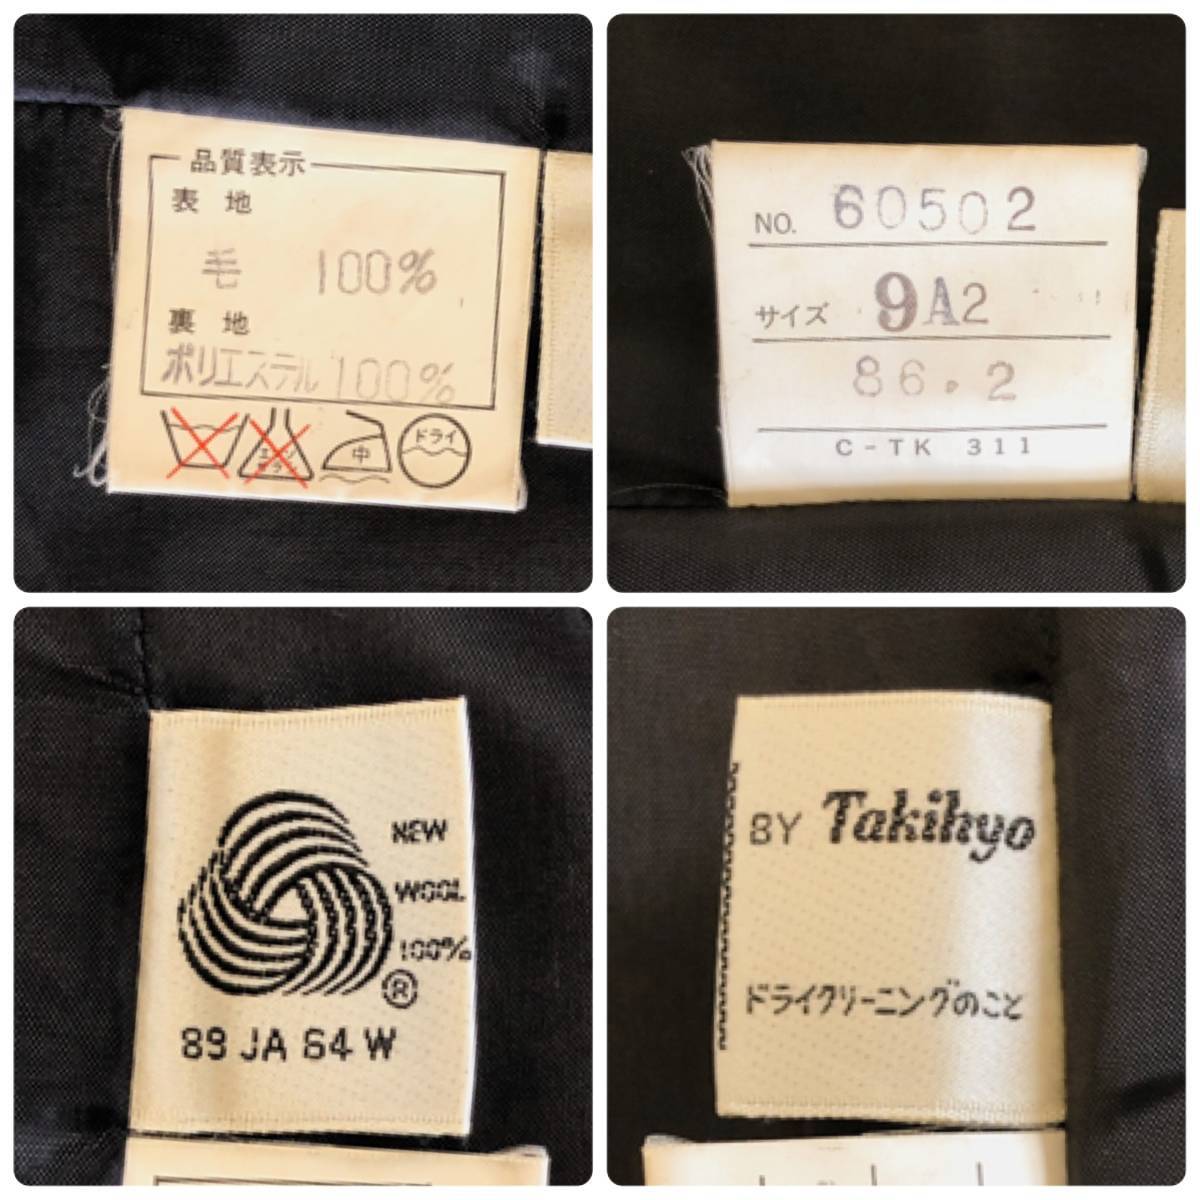 品質表示
表地
毛 100%
裏地
ポリエステル 100%
中 ドライ
NO. 60502
サイズ 9A2
86.2
C-TK 311
NEW
WOOL
100%
®
89 JA 64 W
BY Takihyo
ドライクリーニングのこと